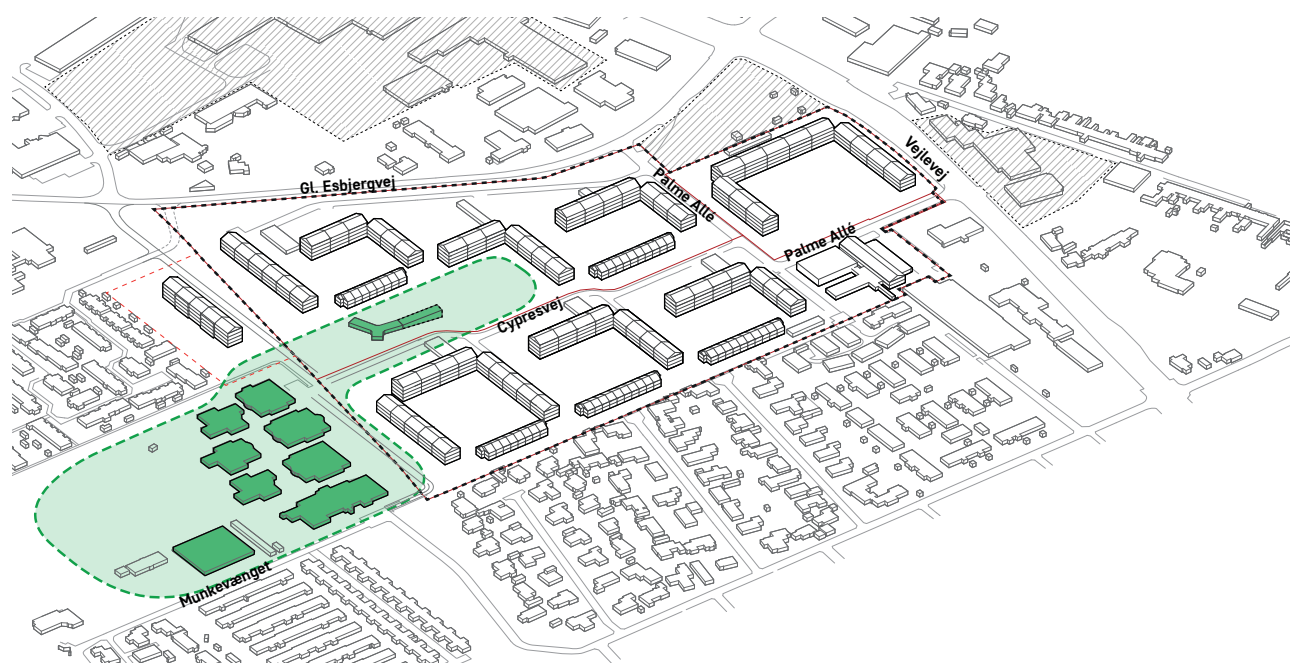 Vejlevej
Gl. Esbjergvej
Palme Allé
Palme Allé
Cypresvej
Munkevænget